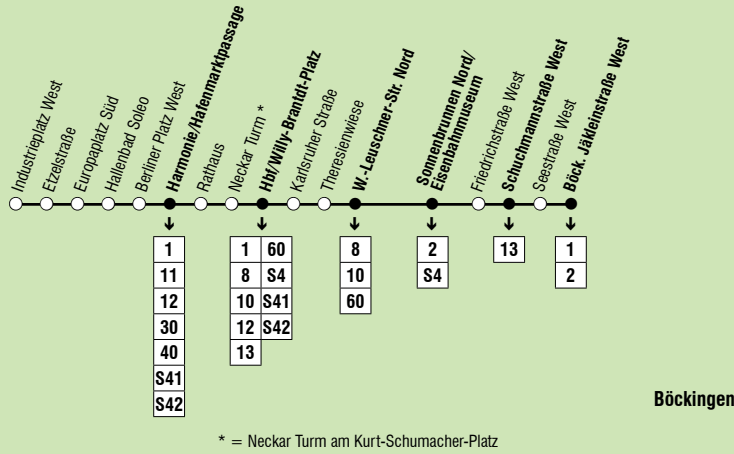 Industrieplatz West
Etzelstraße
Europaplatz Süd
Hallenbad Soleo
Berliner Platz West
Harmonie/Hafenmarktpassage
Rathaus
Neckar Turm *
Hbf/Willy-Brantdt-Platz
Karlsruher Straße
Theresienwiese
W.-Leuschner-Str. Nord
Sonnenbrunnen Nord/
Eisenbahnmuseum
Friedrichstraße West
Schuchmannstraße West
Seestraße West
Böck. Jäkleinstraße West
1
11
12
30
40
S41
S42
1 60
8 S4
10 S41
12 S42
13
8
10
60
2
S4
13
1
2
Böckingen
* = Neckar Turm am Kurt-Schumacher-Platz